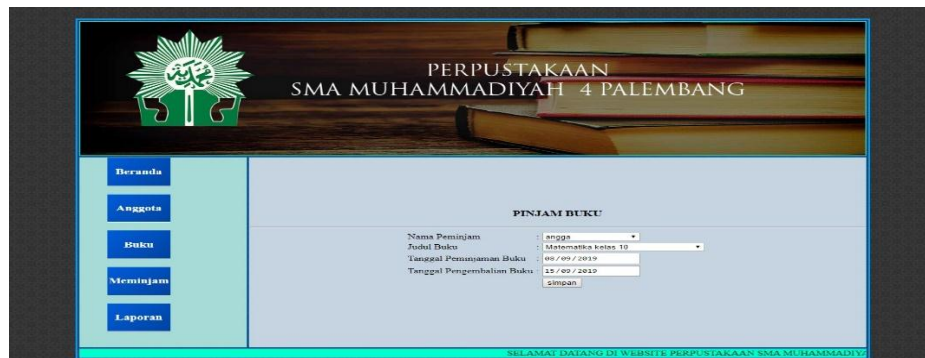 PERPUSTAKAAN
SMA MUHAMMADIYAH 4 PALEMBANG
Beranda
Anggota
Buku
Meminjam
Laporan
PINJAM BUKU
Nama Peminjam : angga
Judul Buku : Matematika kelas 10
Tanggal Peminjaman Buku : 08/09/2019
Tanggal Pengembalian Buku : 15/09/2019
simpan
SELAMAT DATANG DI WEBSITE PERPUSTAKAAN SMA MUHAMMADIYA